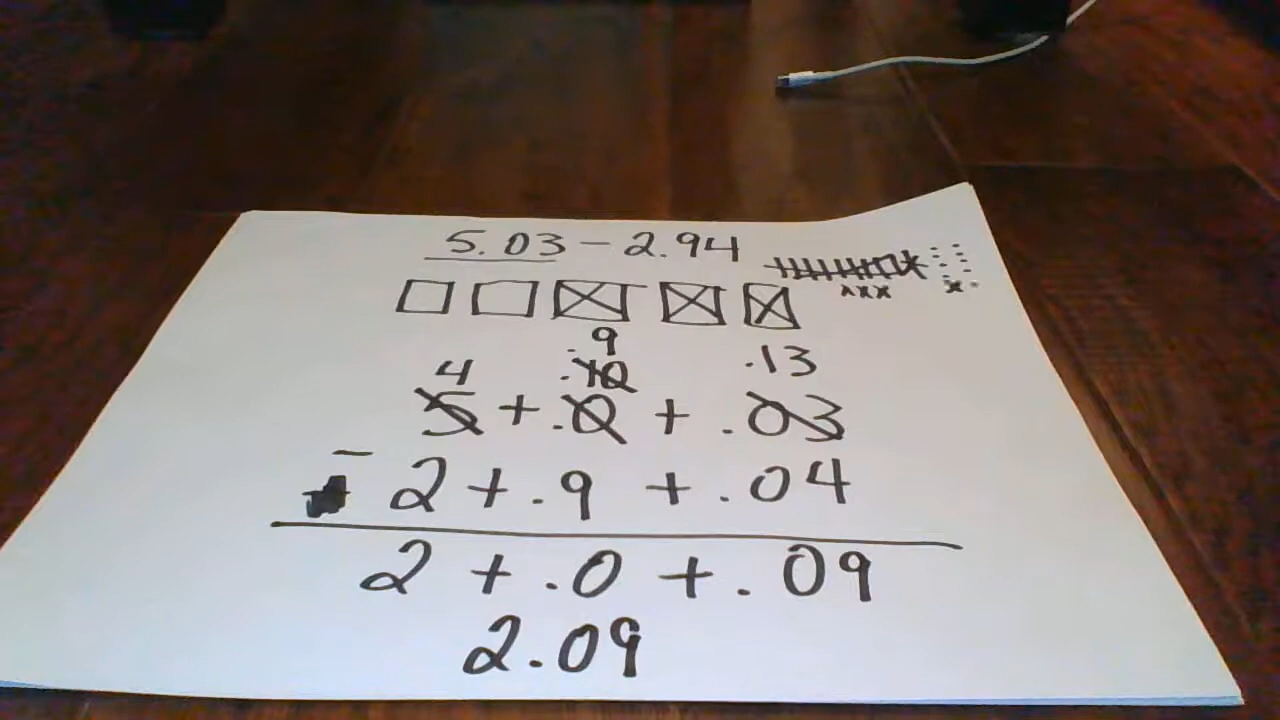 5.03 - 2.94
.9
4 .10 .13
5 + .0 + .03
- 2 + .9 + .04
2 + .0 + .09
2.09